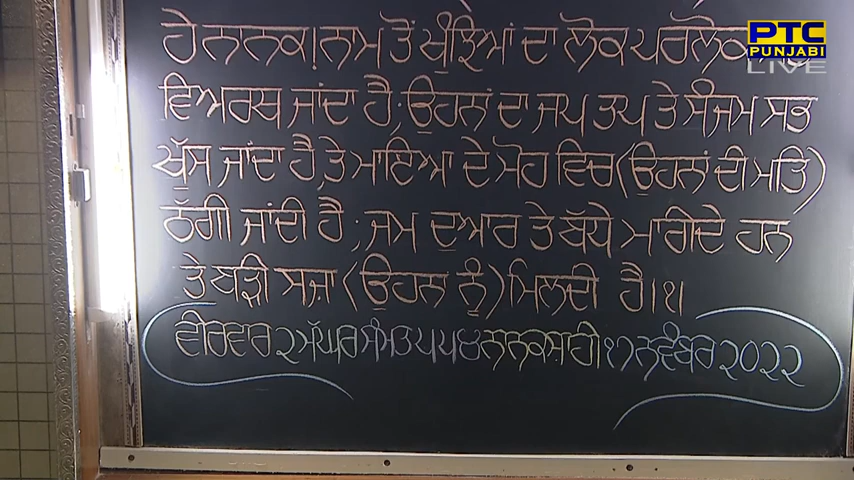 PTC
PUNJABI
LIVE
ਹੇ ਨਾਨਕ! ਨਾਮ ਤੋਂ ਖੁੰਝਿਆਂ ਦਾ ਲੋਕ ਪਰਲੋਕ
ਵਿਅਰਥ ਜਾਂਦਾ ਹੈ; ਉਹਨਾਂ ਦਾ ਜਪ ਤਪ ਤੇ ਸੰਜਮ ਸਭ
ਖੁੱਸ ਜਾਂਦਾ ਹੈ, ਤੇ ਮਾਇਆ ਦੇ ਮੋਹ ਵਿਚ (ਉਹਨਾਂ ਦੀ ਮਤਿ)
ਠੱਗੀ ਜਾਂਦੀ ਹੈ; ਜਮ ਦੁਆਰ ਤੇ ਬੱਧੇ ਮਾਰੀਦੇ ਹਨ
ਤੇ ਬੜੀ ਸਜ਼ਾ (ਉਹਨਾਂ ਨੂੰ) ਮਿਲਦੀ ਹੈ।੧।
ਵੀਰਵਾਰ ੨ ਮੱਘਰ ਸੰਮਤ ੫੫੪ ਨਾਨਕਸ਼ਾਹੀ ੧੭ ਨਵੰਬਰ ੨੦੨੨